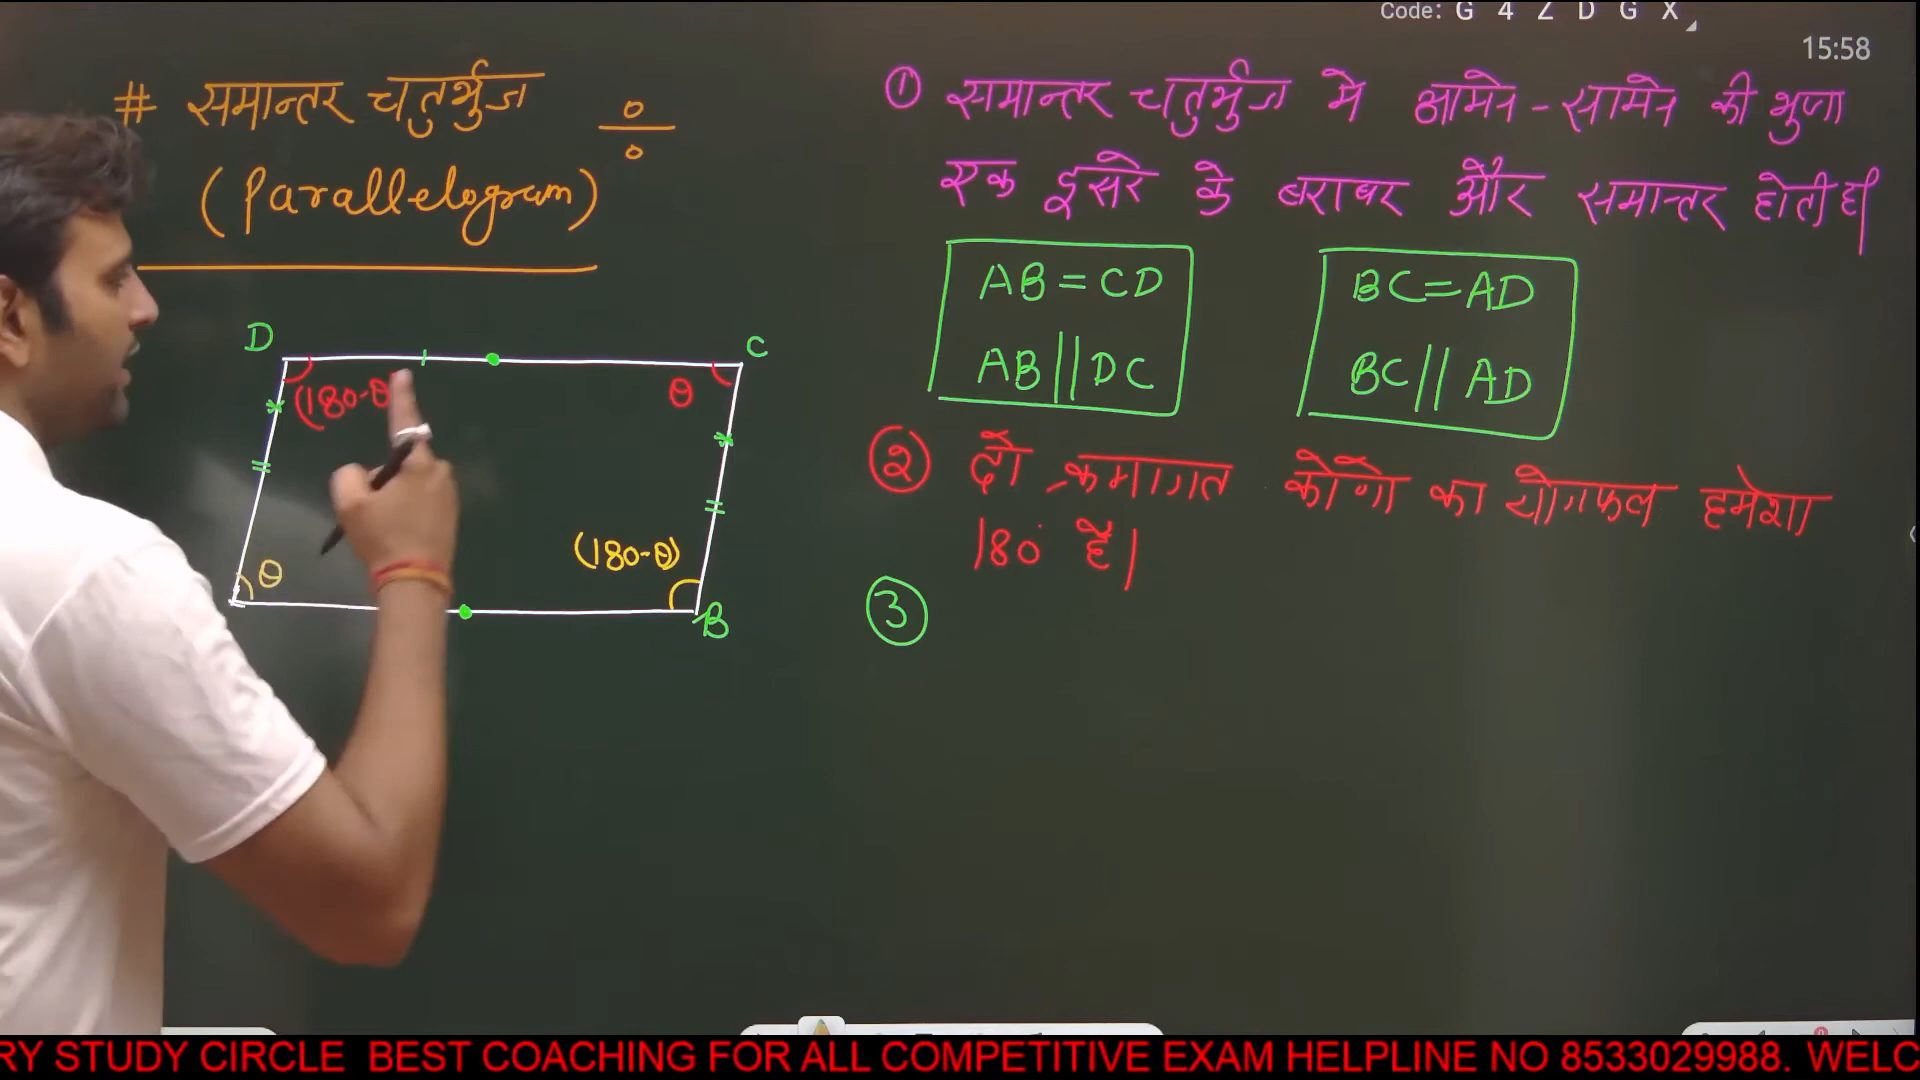 Code: G 4 Z D G X
15:58
# समान्तर चतुर्भुज
(Parallelogram)
D
C
(180-θ
θ
θ
(180-θ)
B
① समान्तर चतुर्भुज मे आमने-सामने की भुजा
एक दूसरे के बराबर और समान्तर होती है।
AB=CD
AB||DC
BC=AD
BC||AD
② दो क्रमागत कोणो का योगफल हमेशा
180° है।
③
RY STUDY CIRCLE BEST COACHING FOR ALL COMPETITIVE EXAM HELPLINE NO 8533029988. WELC